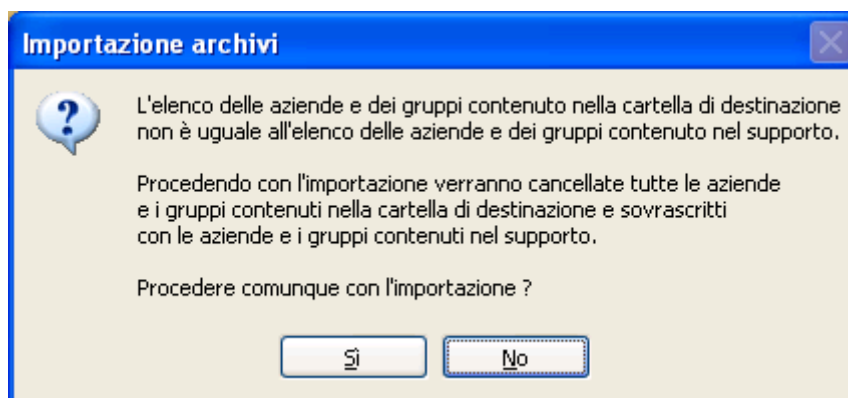 Importazione archivi
L'elenco delle aziende e dei gruppi contenuto nella cartella di destinazione
non è uguale all'elenco delle aziende e dei gruppi contenuto nel supporto.
Procedendo con l'importazione verranno cancellate tutte le aziende
e i gruppi contenuti nella cartella di destinazione e sovrascritti
con le aziende e i gruppi contenuti nel supporto.
Procedere comunque con l'importazione ?
Sì No